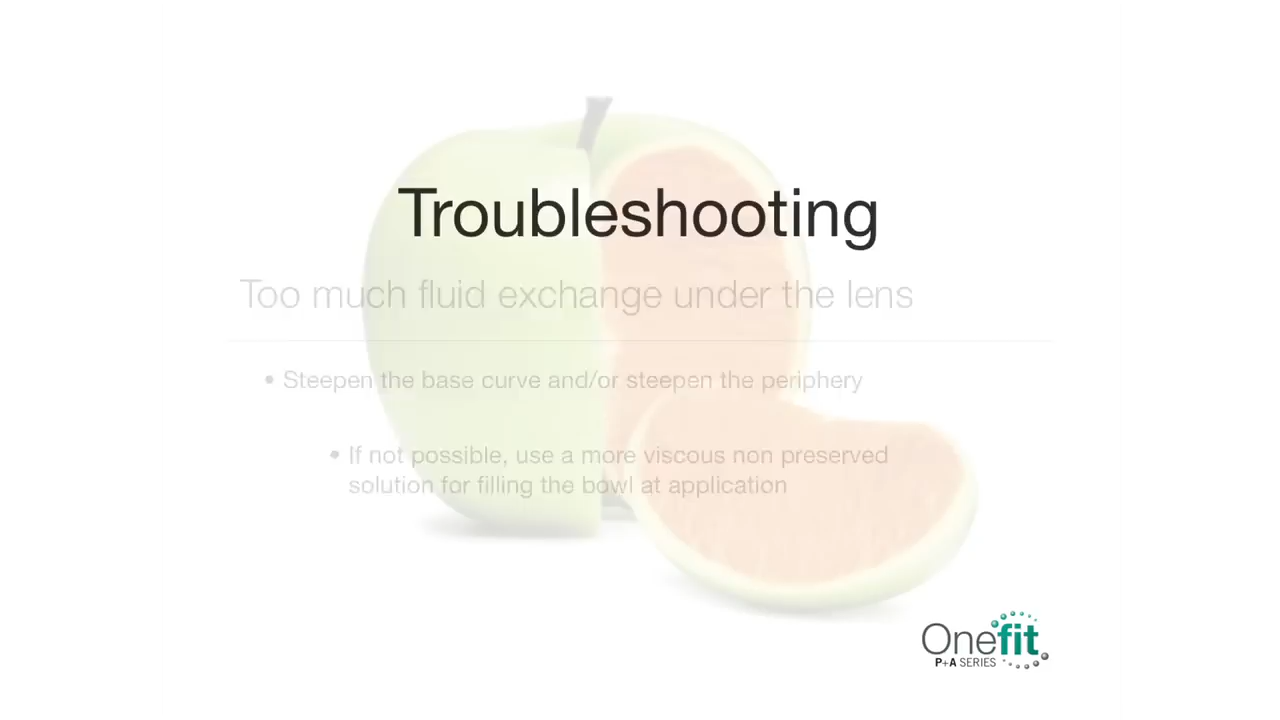 Troubleshooting
Too much fluid exchange under the lens
• Steepen the base curve and/or steepen the periphery
• If not possible, use a more viscous non preserved
solution for filling the bowl at application
Onefit
P+A SERIES